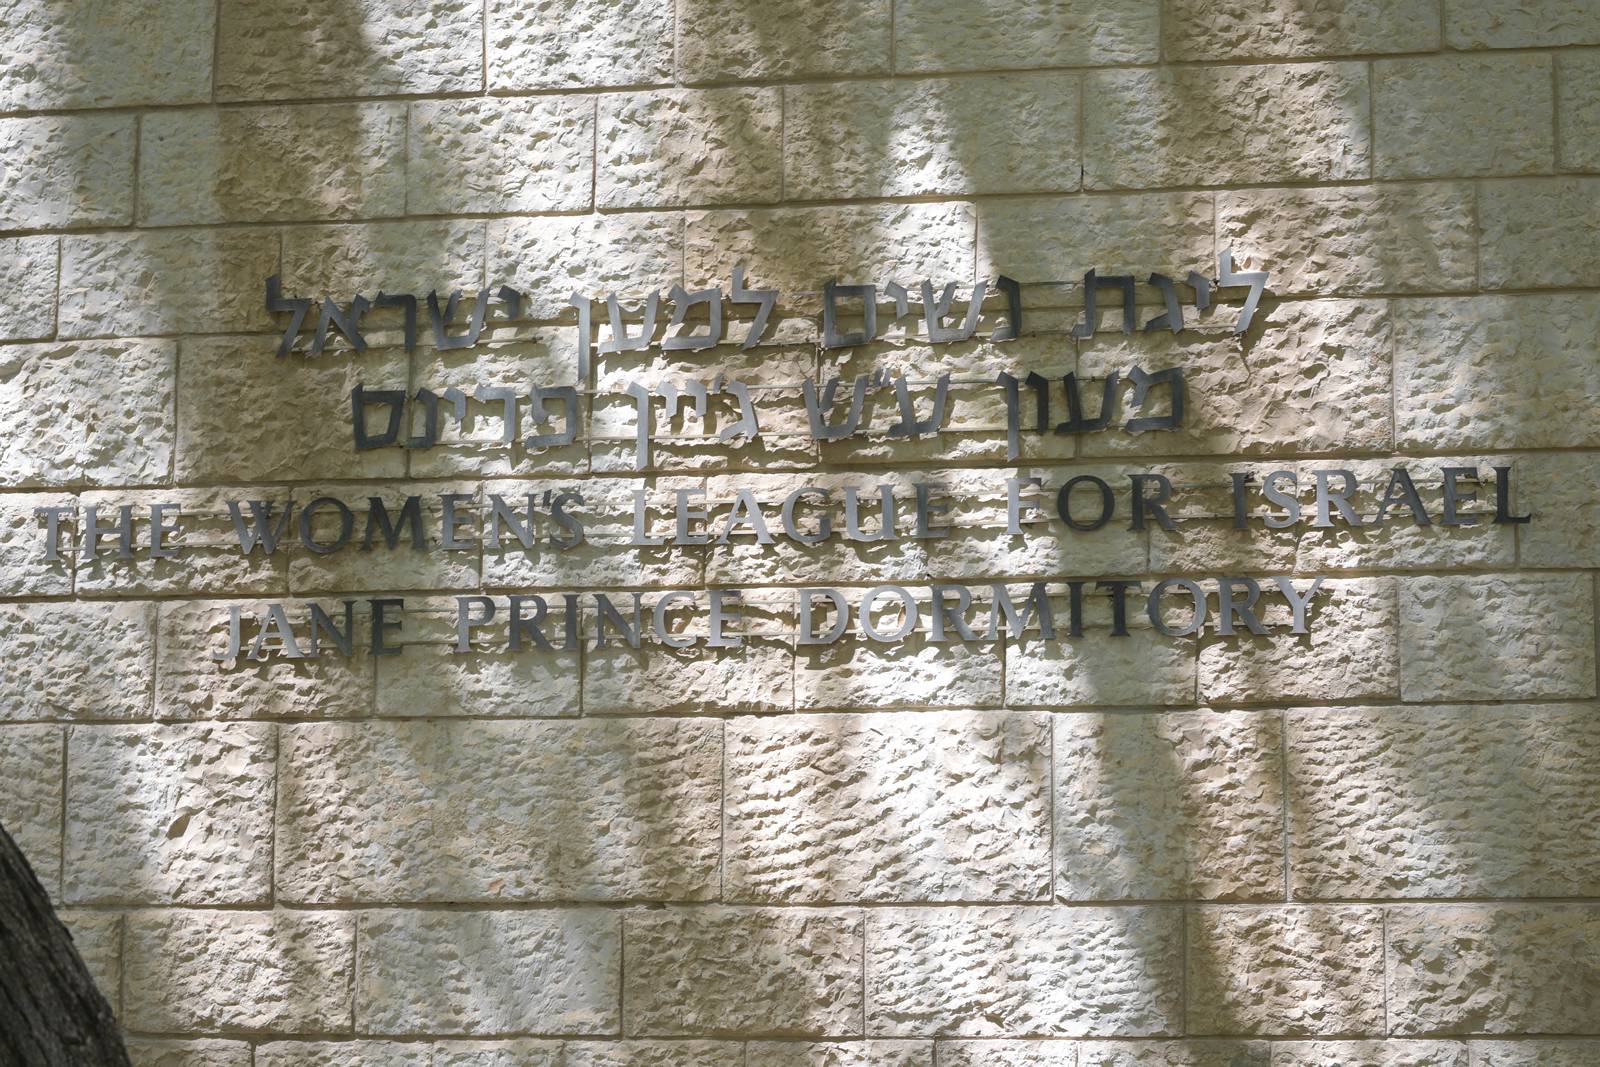 ליגת נשים למען ישראל
מעון ע"ש ג'יין פרינס
THE WOMEN'S LEAGUE FOR ISRAEL
JANE PRINCE DORMITORY